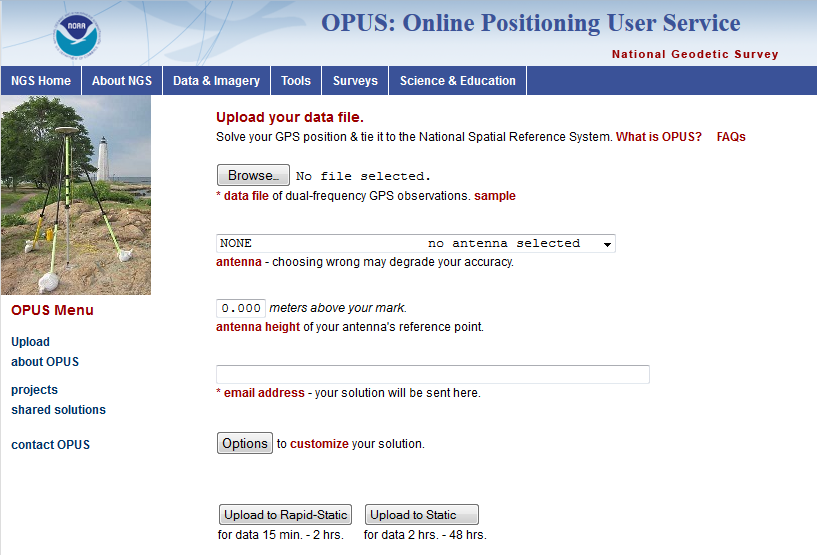 NOAA
OPUS: Online Positioning User Service
National Geodetic Survey
NGS Home About NGS Data & Imagery Tools Surveys Science & Education
Upload your data file.
Solve your GPS position & tie it to the National Spatial Reference System. What is OPUS? FAQs
Browse… No file selected.
* data file of dual-frequency GPS observations. sample
NONE no antenna selected
antenna - choosing wrong may degrade your accuracy.
0.000 meters above your mark.
antenna height of your antenna's reference point.
* email address - your solution will be sent here.
Options to customize your solution.
Upload to Rapid-Static Upload to Static
for data 15 min. - 2 hrs. for data 2 hrs. - 48 hrs.
OPUS Menu
Upload
about OPUS
projects
shared solutions
contact OPUS